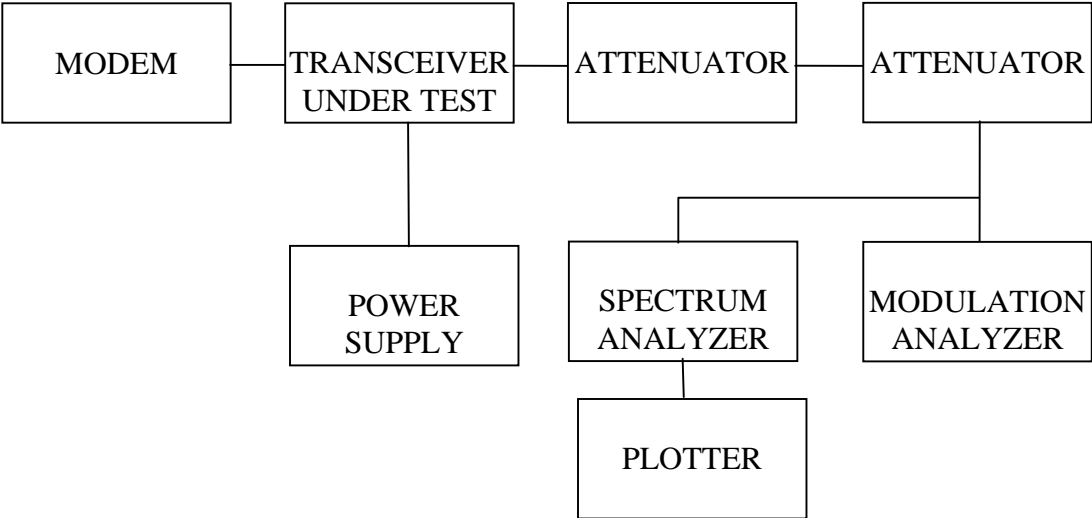 MODEM
TRANSCEIVER
UNDER TEST
ATTENUATOR
ATTENUATOR
POWER
SUPPLY
SPECTRUM
ANALYZER
MODULATION
ANALYZER
PLOTTER